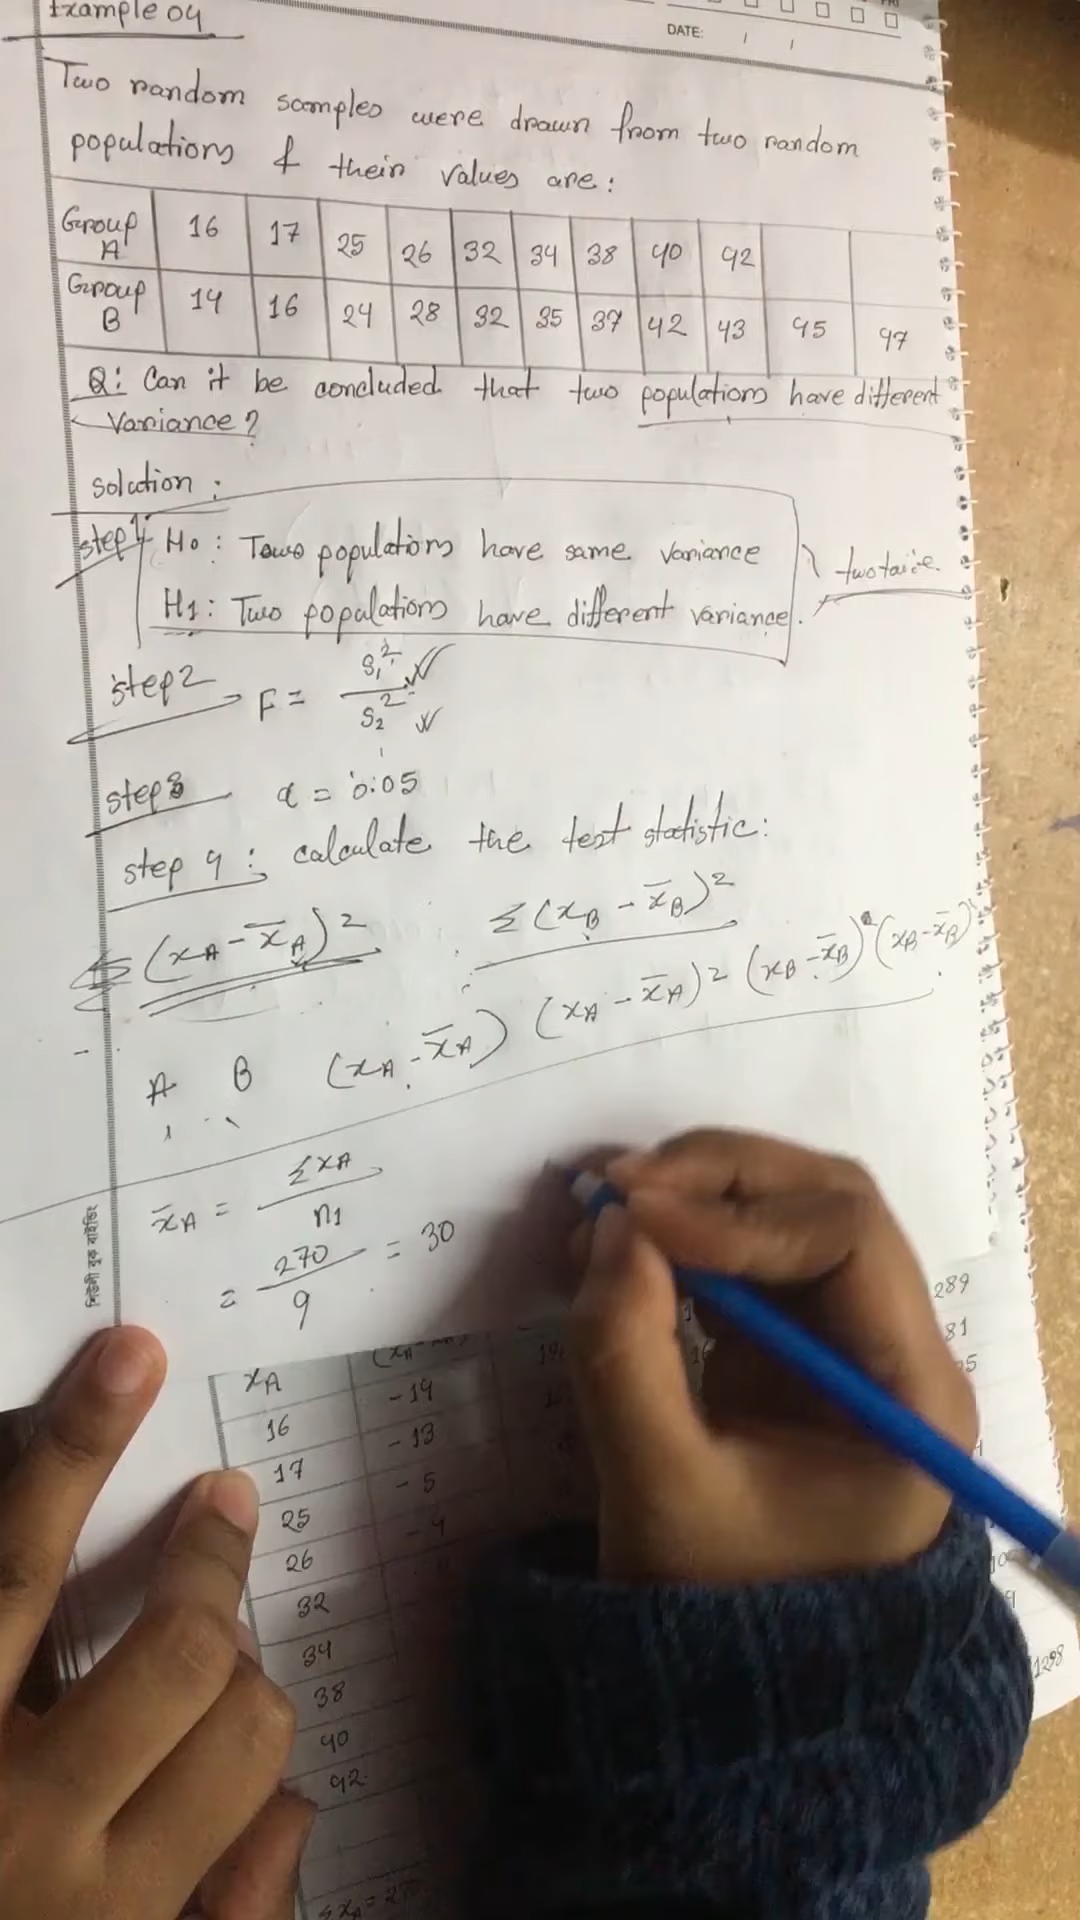 Example 04
DATE: / /
Two random samples were drawn from two random
populations & their values are:
Group A 16 17 25 26 32 34 38 40 42
Group B 14 16 24 28 32 35 37 42 43 45 47
Q: Can it be concluded that two populations have different
variance?
solution:
step 1 H0: Two populations have same variance
H1: Two populations have different variance.
step 2 F = S₁²/S₂²
step 3 α = 0.05
step 4: calculate the test statistic:
Σ(xA - x̄A)² Σ(xB - x̄B)²
A B (xA - x̄A) (xA - x̄A)² (xB - x̄B) (xB - x̄B)²
x̄A = ΣxA/n1
= 270/9 = 30
শিউলী বুক বাইন্ডিং
289
81
xA
16 -14
17 -13
25 -5
26 -4
32
34
38
40
42
1298